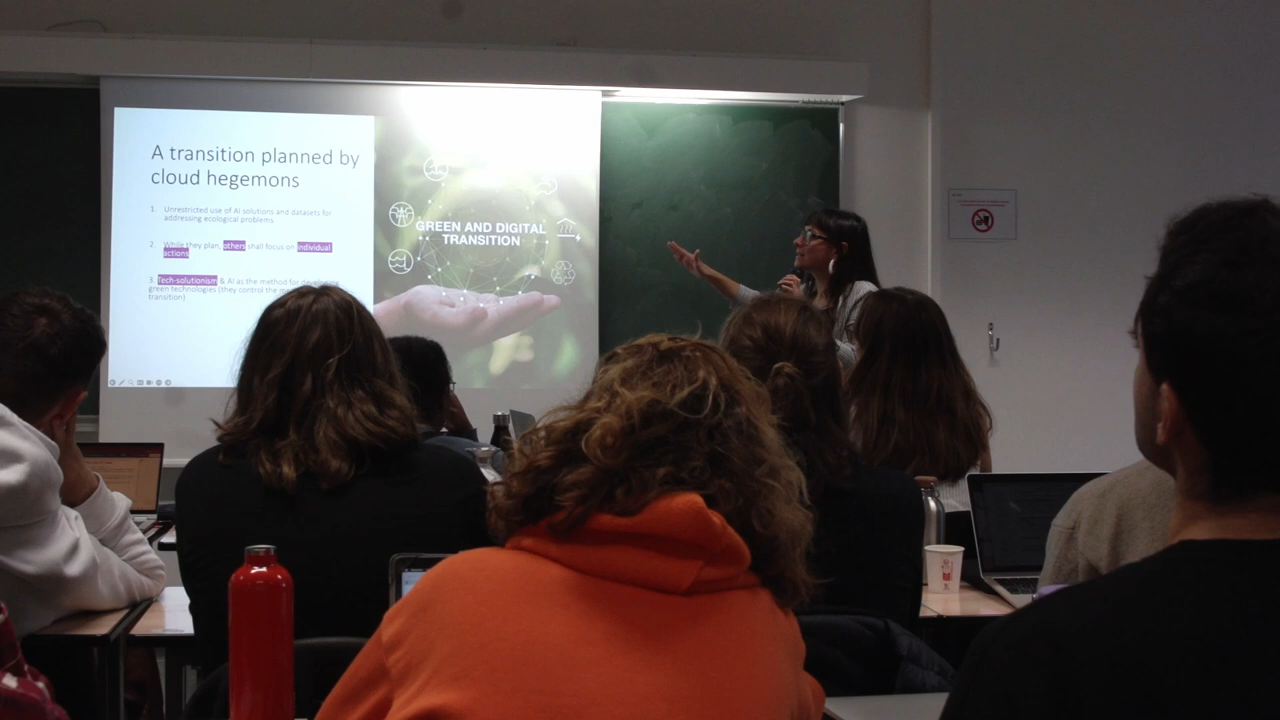 A transition planned by
cloud hegemons
1. Unrestricted use of AI solutions and datasets for
addressing ecological problems
2. While they plan, others shall focus on individual
actions
3. Tech-solutionism & AI as the method for
green technologies (they control the
transition)
GREEN AND DIGITAL
TRANSITION